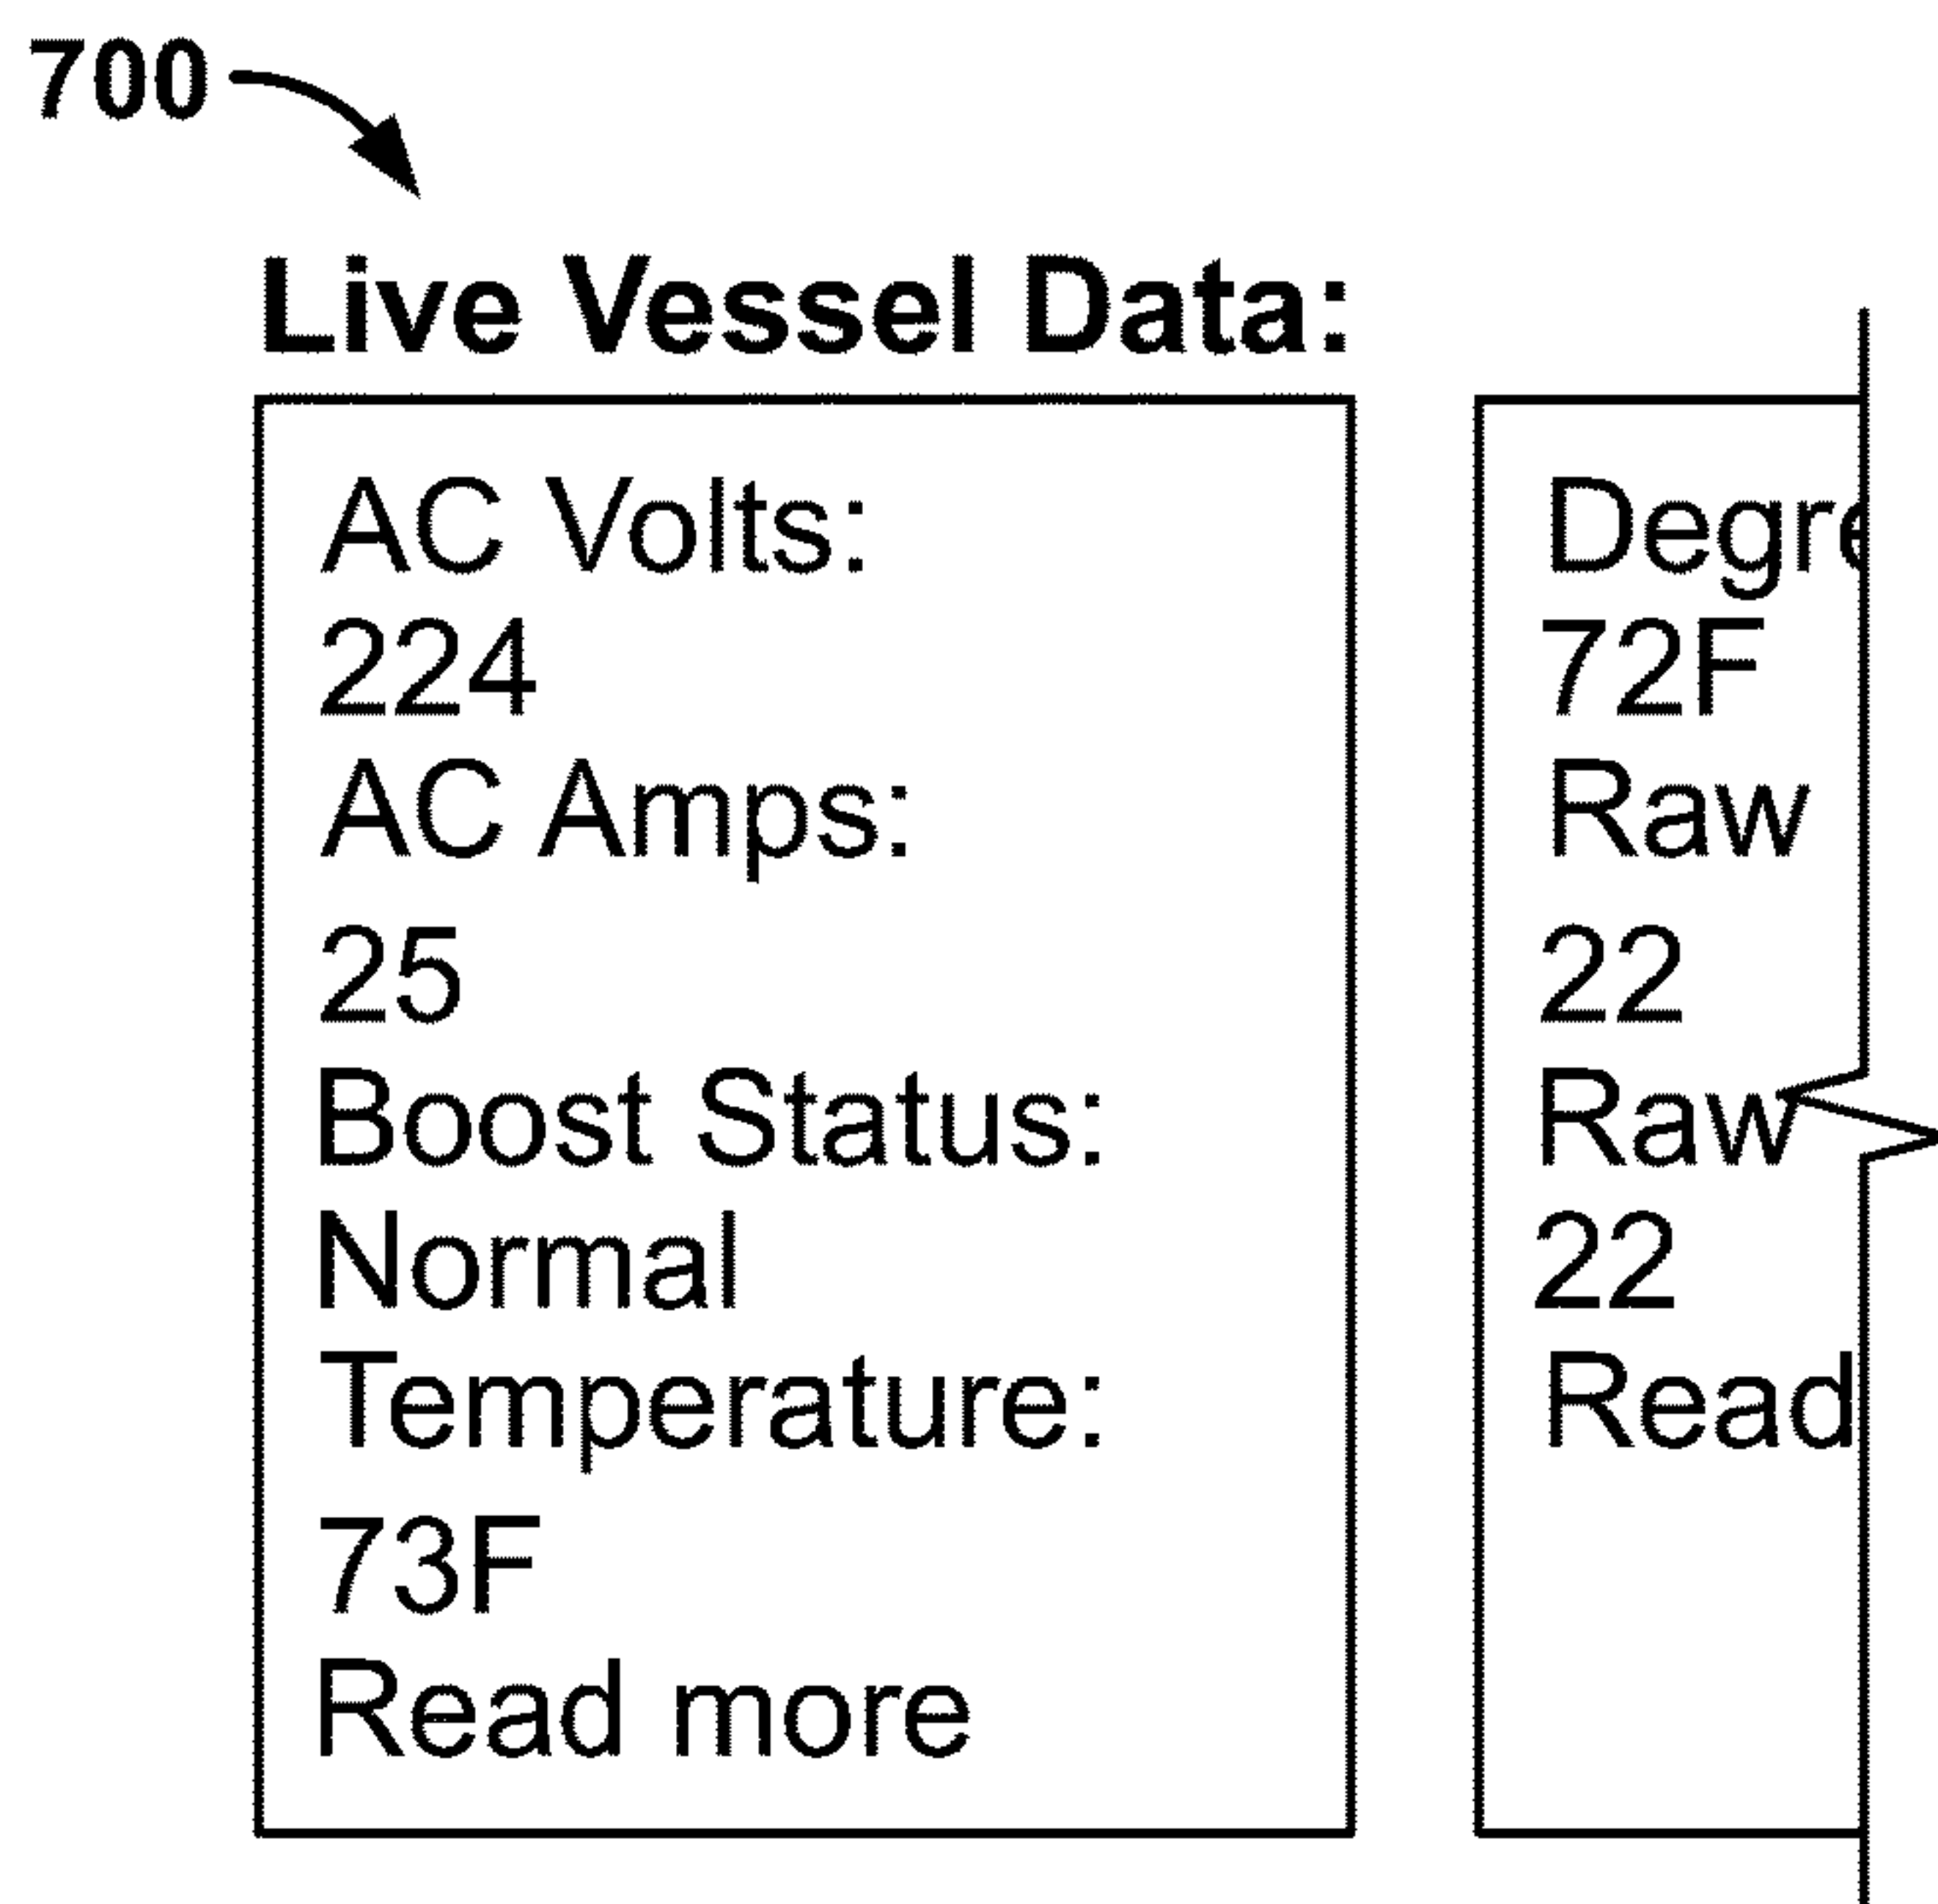 700
Live Vessel Data:
AC Volts:
224
AC Amps:
25
Boost Status:
Normal
Temperature:
73F
Read more
72F
Raw
22
Raw
22
Read